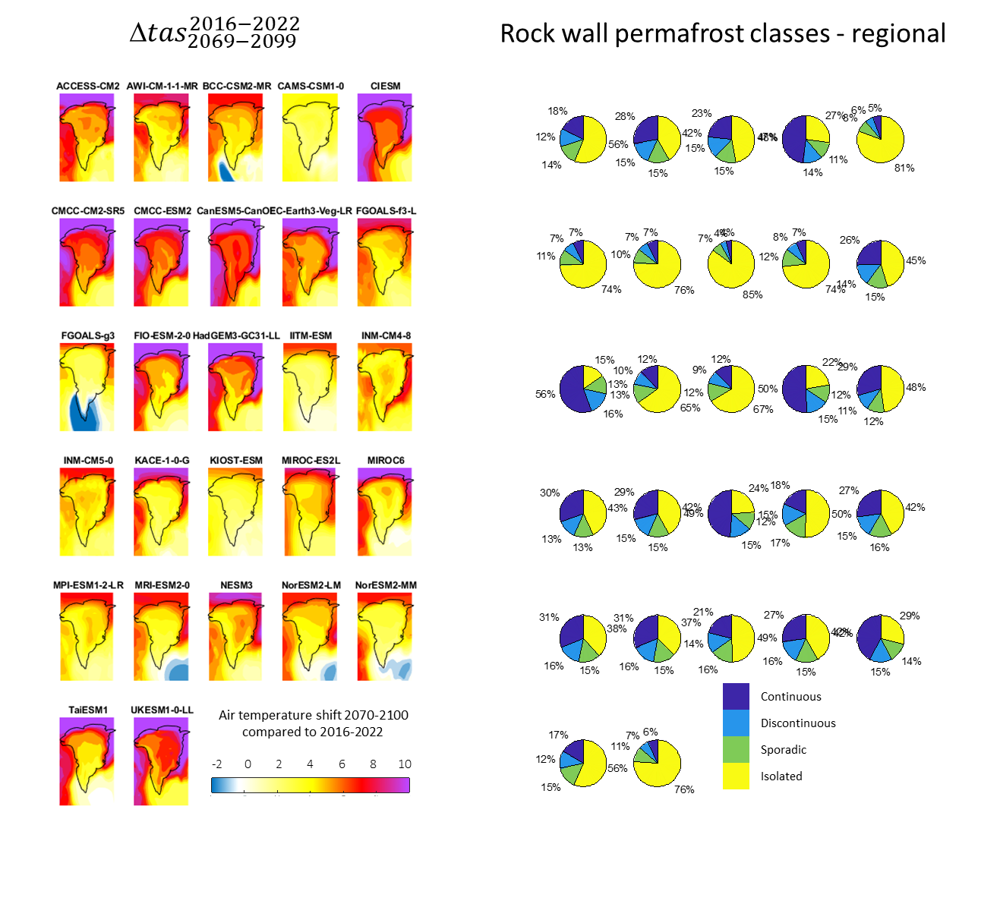 Δtas 2016−2022
2069−2099
Rock wall permafrost classes - regional
ACCESS-CM2 AWI-CM-1-1-MR BCC-CSM2-MR CAMS-CSM1-0 CIESM
18% 12% 14% 56%
28% 15% 15% 42%
23% 15% 15%
27% 11% 14%
6% 5% 8% 81%
CMCC-CM2-SR5 CMCC-ESM2 CanESM5-CanOEC-Earth3-Veg-LR FGOALS-f3-L
7% 7% 11% 74%
7% 7% 10% 76%
7% 4% 4% 85%
8% 7% 12% 74%
26% 14% 15% 45%
FGOALS-g3 FIO-ESM-2-0 HadGEM3-GC31-LL IITM-ESM INM-CM4-8
56% 15% 13% 16%
12% 10% 13% 65%
12% 9% 12% 67%
50% 22% 12% 15%
29% 11% 12% 48%
INM-CM5-0 KACE-1-0-G KIOST-ESM MIROC-ES2L MIROC6
30% 13% 13% 43%
29% 15% 15% 42%
49% 24% 12% 15%
18% 15% 17% 50%
27% 15% 16% 42%
MPI-ESM1-2-LR MRI-ESM2-0 NESM3 NorESM2-LM NorESM2-MM
31% 16% 15% 38%
31% 16% 15% 37%
21% 14% 16% 49%
27% 16% 15% 42%
42% 29% 14% 15%
TaiESM1 UKESM1-0-LL
Air temperature shift 2070-2100
compared to 2016-2022
-2 0 2 4 6 8 10
17% 12% 15% 56%
7% 6% 11% 76%
Continuous
Discontinuous
Sporadic
Isolated